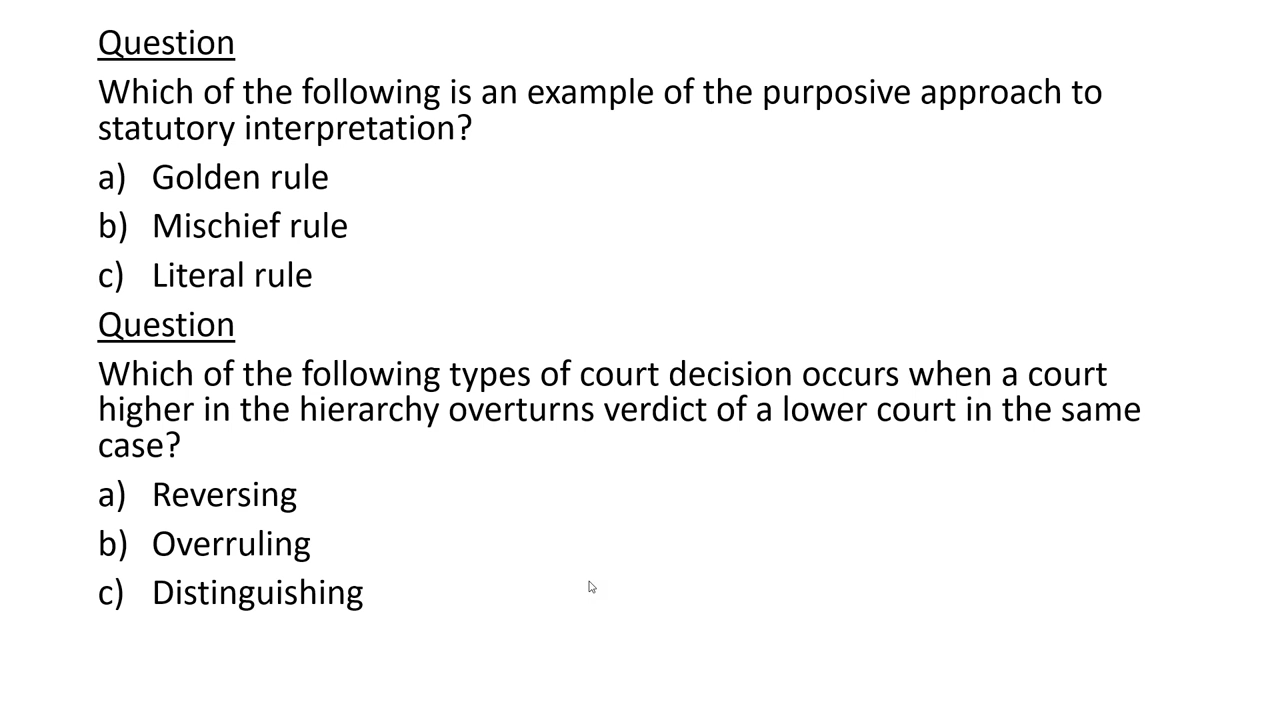 Question
Which of the following is an example of the purposive approach to
statutory interpretation?
a) Golden rule
b) Mischief rule
c) Literal rule
Question
Which of the following types of court decision occurs when a court
higher in the hierarchy overturns verdict of a lower court in the same
case?
a) Reversing
b) Overruling
c) Distinguishing